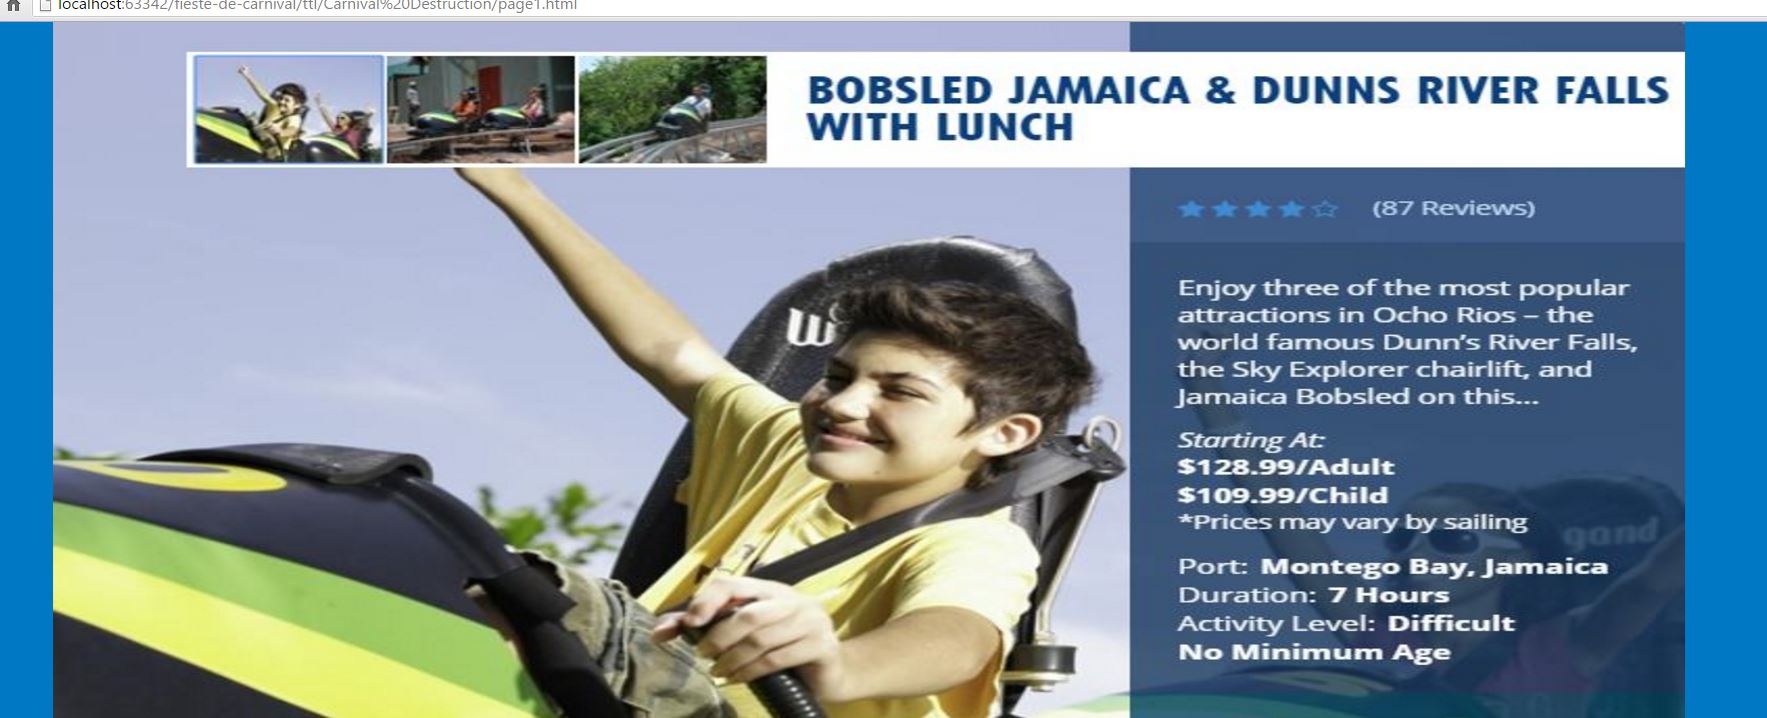 localhost:63342/fieste-de-carnival/ttl/Carnival%20Destruction/page1.html
BOBSLED JAMAICA & DUNNS RIVER FALLS
WITH LUNCH
(87 Reviews)
Enjoy three of the most popular
attractions in Ocho Rios – the
world famous Dunn's River Falls,
the Sky Explorer chairlift, and
Jamaica Bobsled on this...
Starting At:
$128.99/Adult
$109.99/Child
*Prices may vary by sailing
Port: Montego Bay, Jamaica
Duration: 7 Hours
Activity Level: Difficult
No Minimum Age